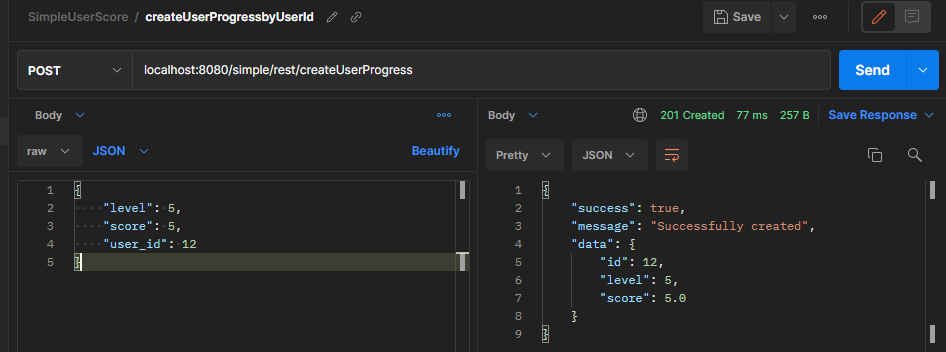 SimpleUserScore / createUserProgressbyUserId
Save
POST
localhost:8080/simple/rest/createUserProgress
Send
Body
raw
JSON
Beautify
1 {
2 "level": 5,
3 "score": 5,
4 "user_id": 12
5 }
Body
201 Created 77 ms 257 B Save Response
Pretty
JSON
1 {
2 "success": true,
3 "message": "Successfully created",
4 "data": {
5 "id": 12,
6 "level": 5,
7 "score": 5.0
8 }
9 }